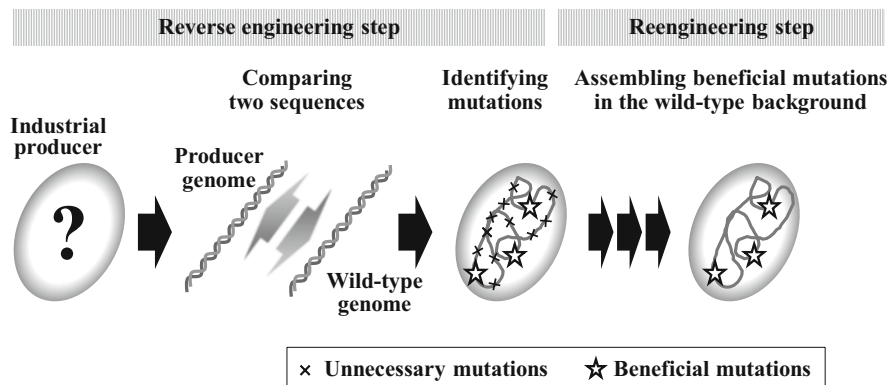 Reverse engineering step
Reengineering step
Comparing
two sequences
Identifying
mutations
Assembling beneficial mutations
in the wild-type background
Industrial
producer
Producer
genome
?
Wild-type
genome
× Unnecessary mutations
☆ Beneficial mutations